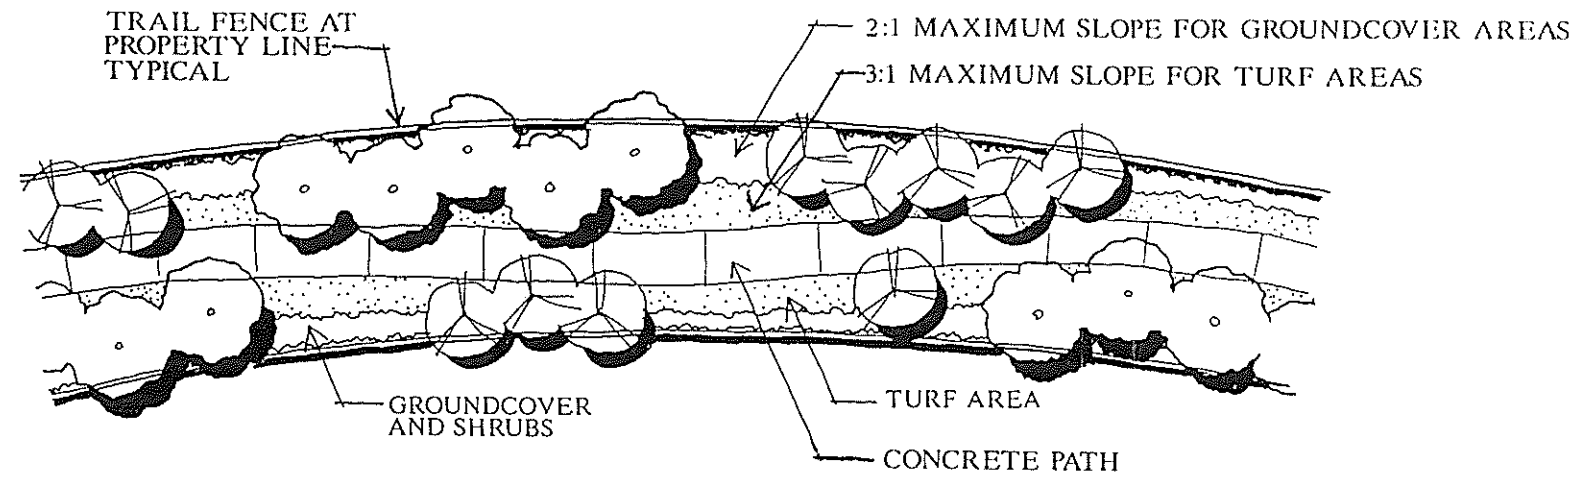 TRAIL FENCE AT
PROPERTY LINE
TYPICAL
2:1 MAXIMUM SLOPE FOR GROUNDCOVER AREAS
3:1 MAXIMUM SLOPE FOR TURF AREAS
GROUNDCOVER
AND SHRUBS
TURF AREA
CONCRETE PATH